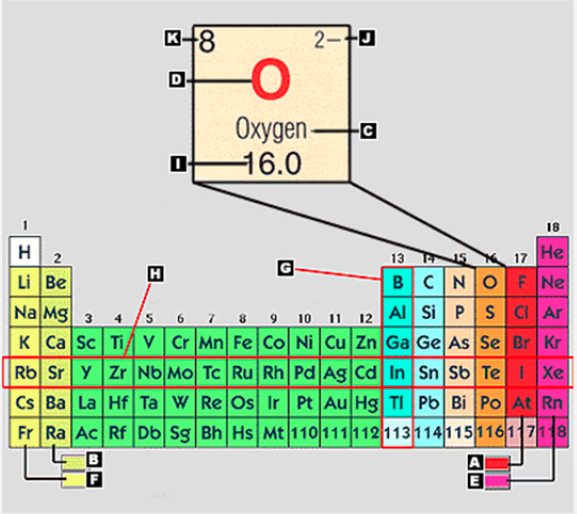 K 8 2– J
D O
Oxygen C
I 16.0
1 18
H H He
2 G 13 14 15 16 17
Li Be B C N O F Ne
Na Mg 3 4 5 6 7 8 9 10 11 12 Al Si P S Cl Ar
K Ca Sc Ti V Cr Mn Fe Co Ni Cu Zn Ga Ge As Se Br Kr
Rb Sr Y Zr Nb Mo Tc Ru Rh Pd Ag Cd In Sn Sb Te I Xe
Cs Ba La Hf Ta W Re Os Ir Pt Au Hg Tl Pb Bi Po At Rn
Fr Ra Ac Rf Db Sg Bh Hs Mt 110 111 112 113 114 115 116 117 118
B A
F E